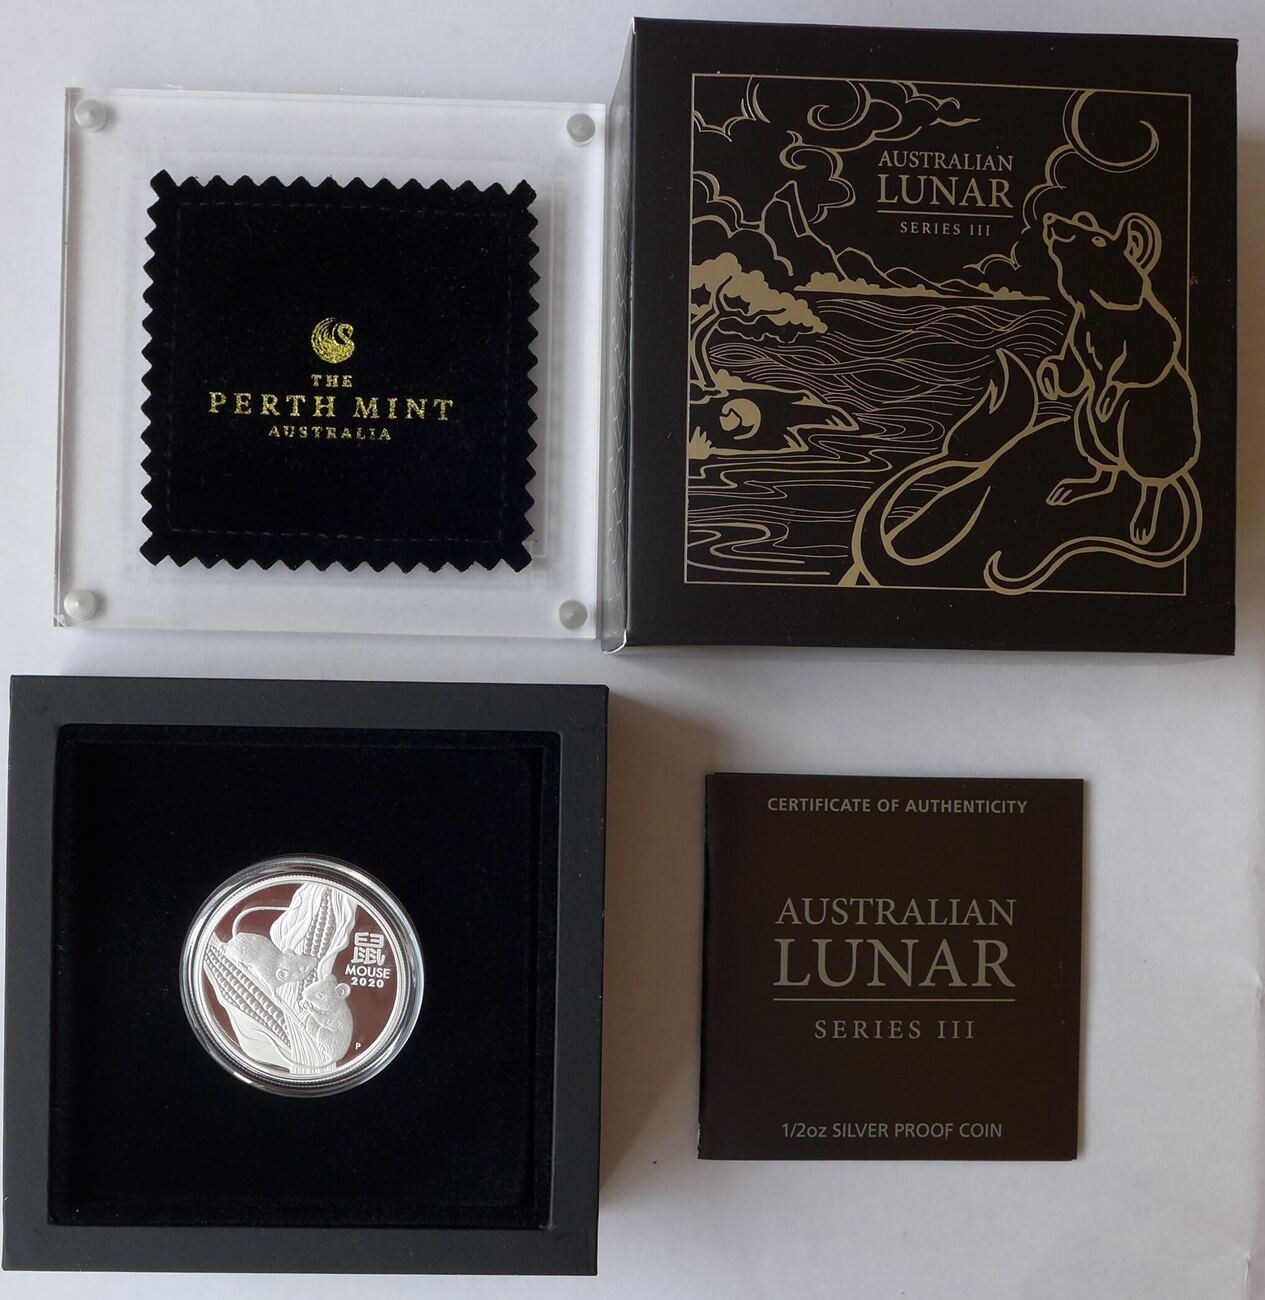 THE
PERTH MINT
AUSTRALIA
AUSTRALIAN
LUNAR
SERIES III
鼠
MOUSE
2020
P
CERTIFICATE OF AUTHENTICITY
AUSTRALIAN
LUNAR
SERIES III
1/2oz SILVER PROOF COIN